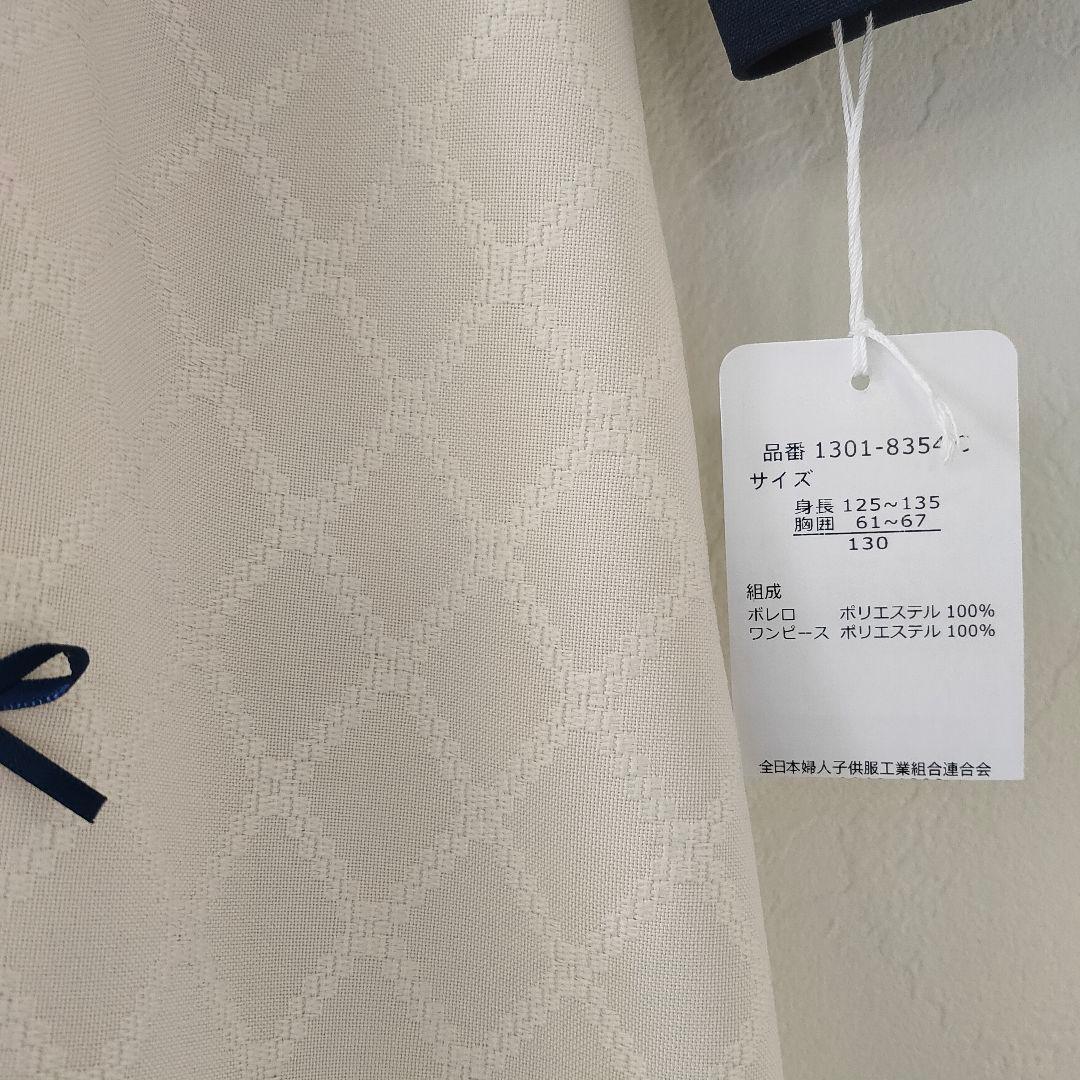 品番 1301-8354
サイズ
身長 125~135
胸囲 61~67
130
組成
ボレロ ポリエステル 100%
ワンピース ポリエステル 100%
全日本婦人子供服工業組合連合会